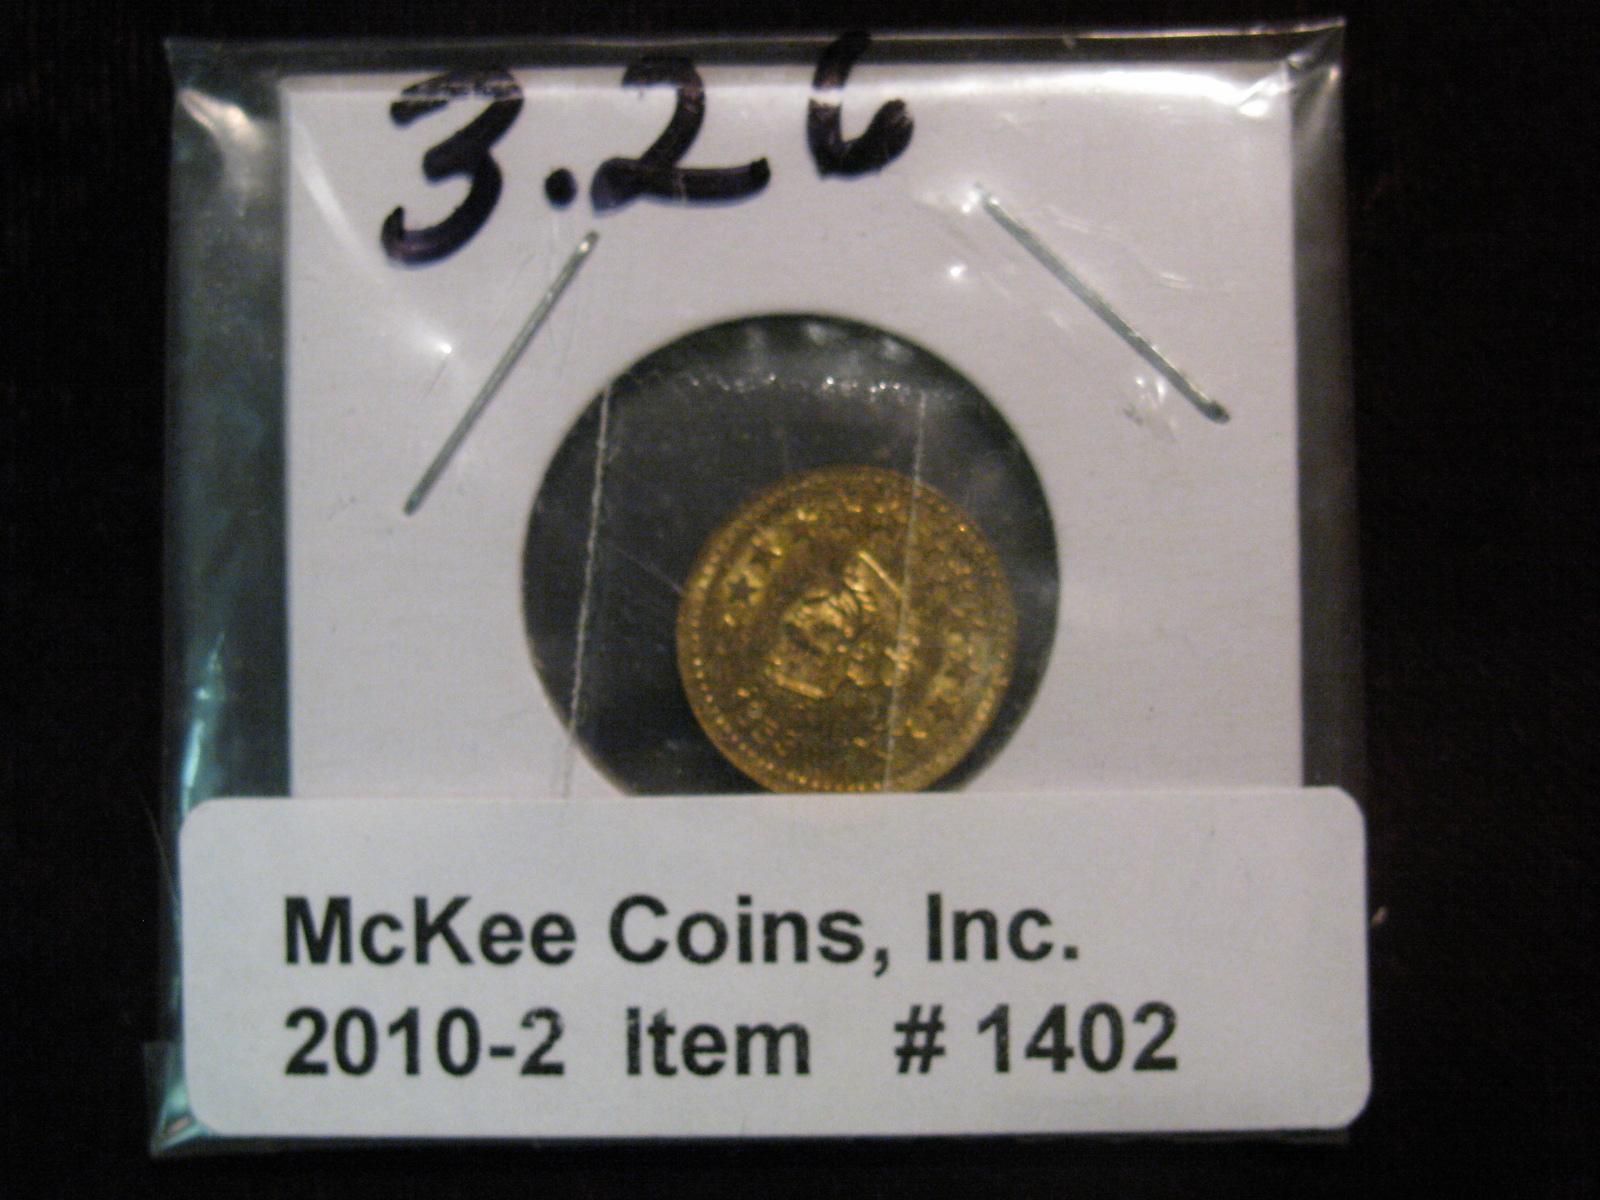 3.26
McKee Coins, Inc.
2010-2 Item # 1402